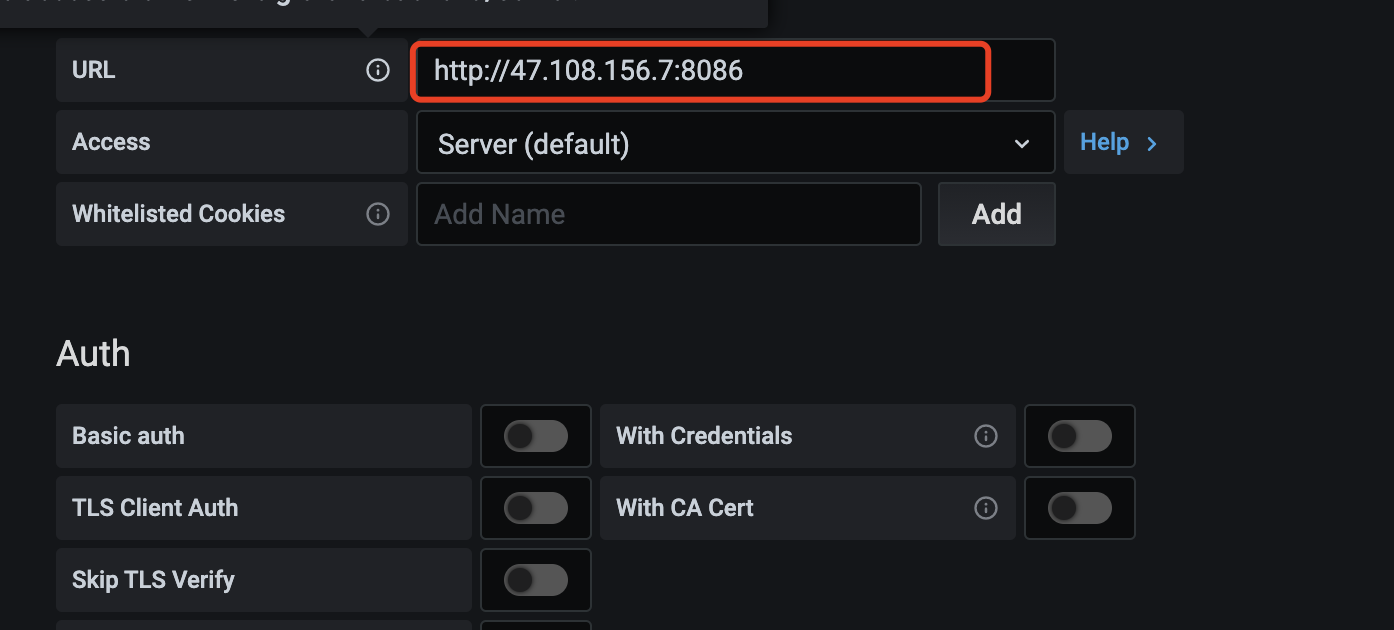 URL
http://47.108.156.7:8086
Access
Server (default)
Help
Whitelisted Cookies
Add Name
Add
Auth
Basic auth
With Credentials
TLS Client Auth
With CA Cert
Skip TLS Verify